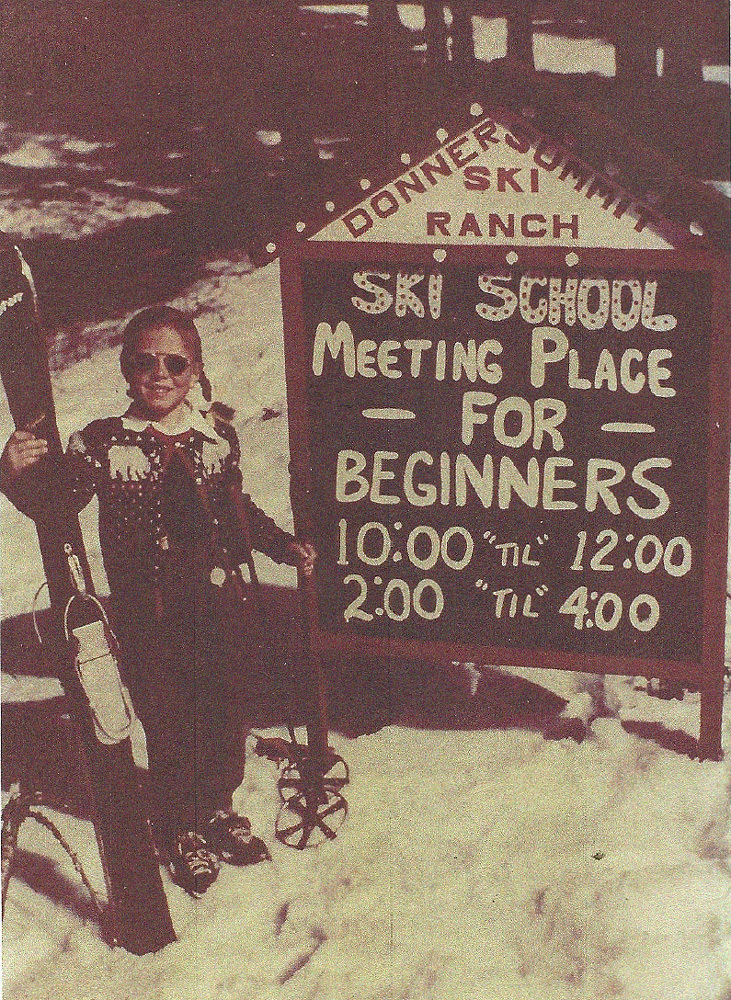 DONNER SUMMIT
SKI
RANCH
SKI SCHOOL
MEETING PLACE
— FOR —
BEGINNERS
10:00 "TIL" 12:00
2:00 "TIL" 4:00